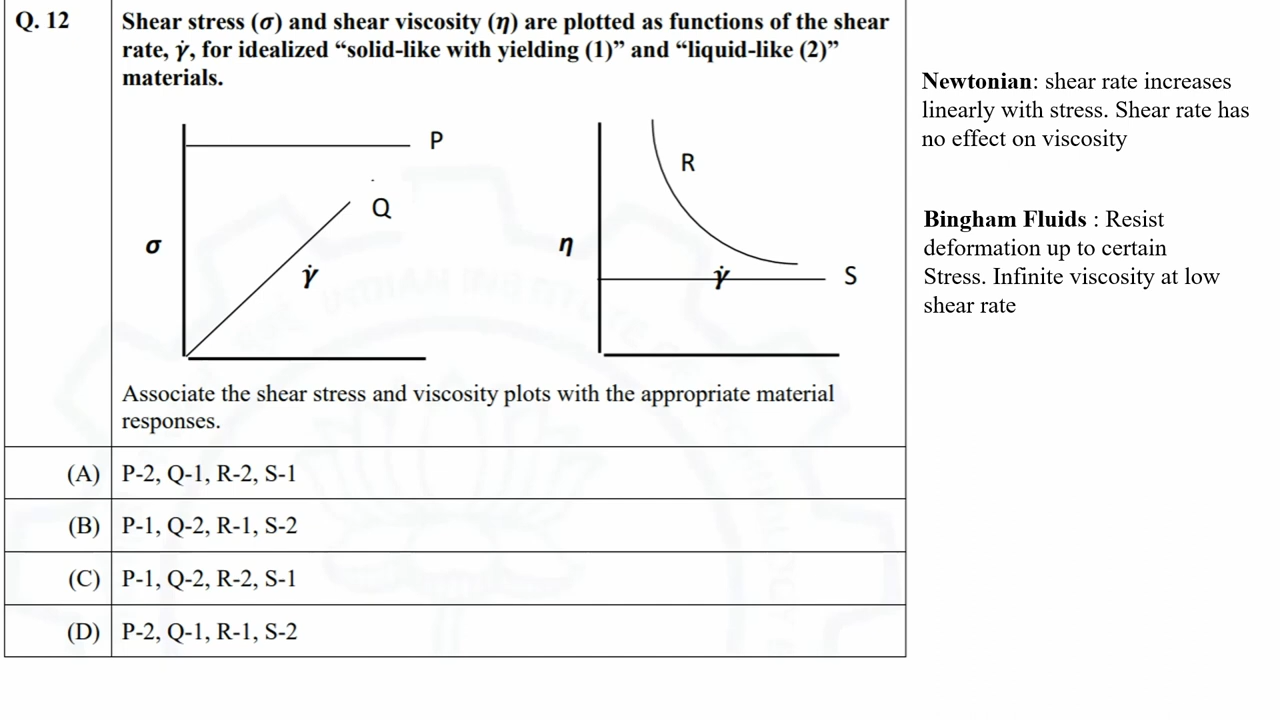 Q. 12
Shear stress (σ) and shear viscosity (η) are plotted as functions of the shear
rate, γ̇, for idealized “solid-like with yielding (1)” and “liquid-like (2)”
materials.
P
Q
σ
γ̇
R
η
γ̇
S
Associate the shear stress and viscosity plots with the appropriate material
responses.
(A) P-2, Q-1, R-2, S-1
(B) P-1, Q-2, R-1, S-2
(C) P-1, Q-2, R-2, S-1
(D) P-2, Q-1, R-1, S-2
Newtonian: shear rate increases
linearly with stress. Shear rate has
no effect on viscosity
Bingham Fluids : Resist
deformation up to certain
Stress. Infinite viscosity at low
shear rate